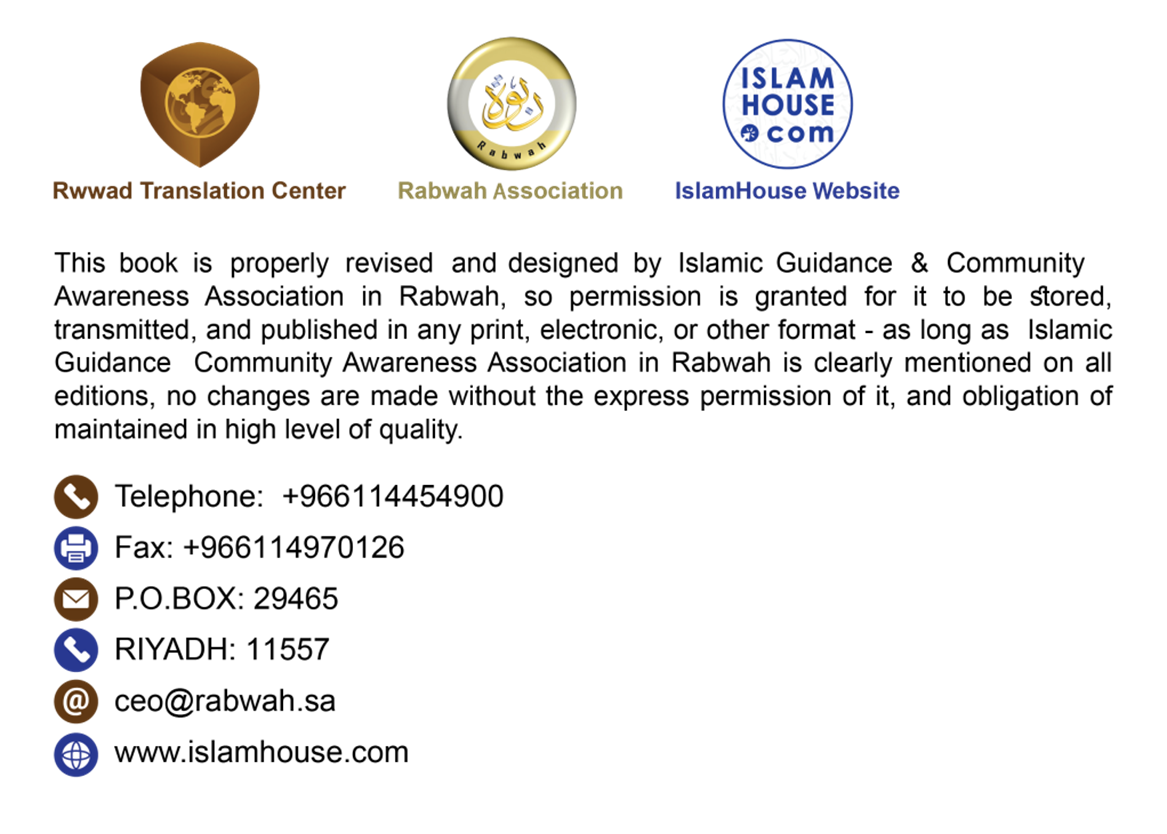 ISLAM
HOUSE
com
ربوة
Rabwah
Rwwad Translation Center
Rabwah Association
IslamHouse Website
This book is properly revised and designed by Islamic Guidance & Community
Awareness Association in Rabwah, so permission is granted for it to be stored,
transmitted, and published in any print, electronic, or other format - as long as Islamic
Guidance Community Awareness Association in Rabwah is clearly mentioned on all
editions, no changes are made without the express permission of it, and obligation of
maintained in high level of quality.
Telephone: +966114454900
Fax: +966114970126
P.O.BOX: 29465
RIYADH: 11557
@
ceo@rabwah.sa
www.islamhouse.com